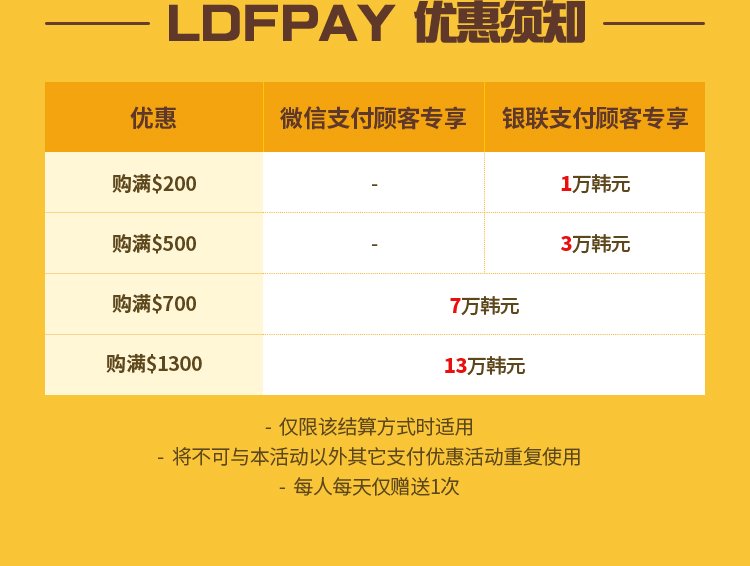 LDFPAY 优惠须知
优惠 微信支付顾客专享 银联支付顾客专享
购满$200 - 1万韩元
购满$500 - 3万韩元
购满$700 7万韩元
购满$1300 13万韩元
- 仅限该结算方式时适用
- 将不可与本活动以外其它支付优惠活动重复使用
- 每人每天仅赠送1次